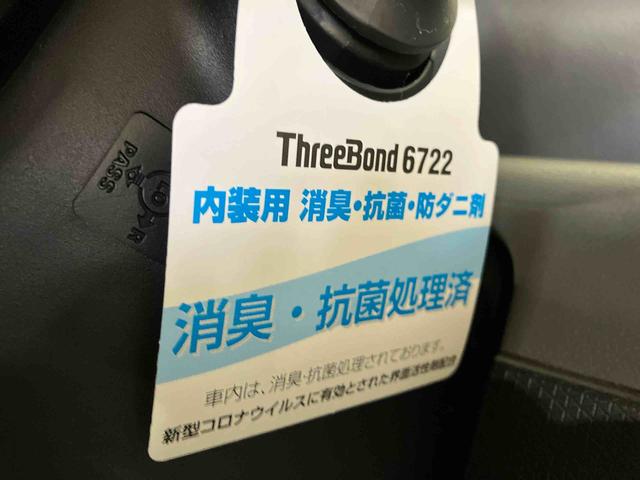 ThreeBond 6722
内装用 消臭・抗菌・防ダニ剤
消臭・抗菌処理済
車内は、消臭・抗菌処理されております。
新型コロナウイルスに有効とされた界面活性剤配合
PASS